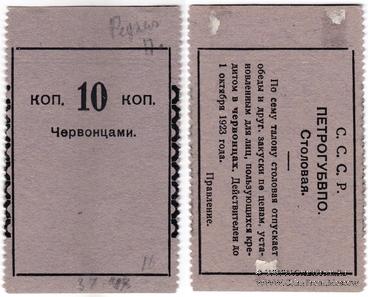 КОП. 10 КОП.
Червонцами.
С. С. С. Р.
ПЕТРОГУБВПО.
Столовая.
По сему талону столовая отпускает
обеды и друг. закуски по ценам, уста-
новленным для лиц, пользующихся кре-
дитом в червонцах. Действителен до
1 октября 1923 года.
Правление.